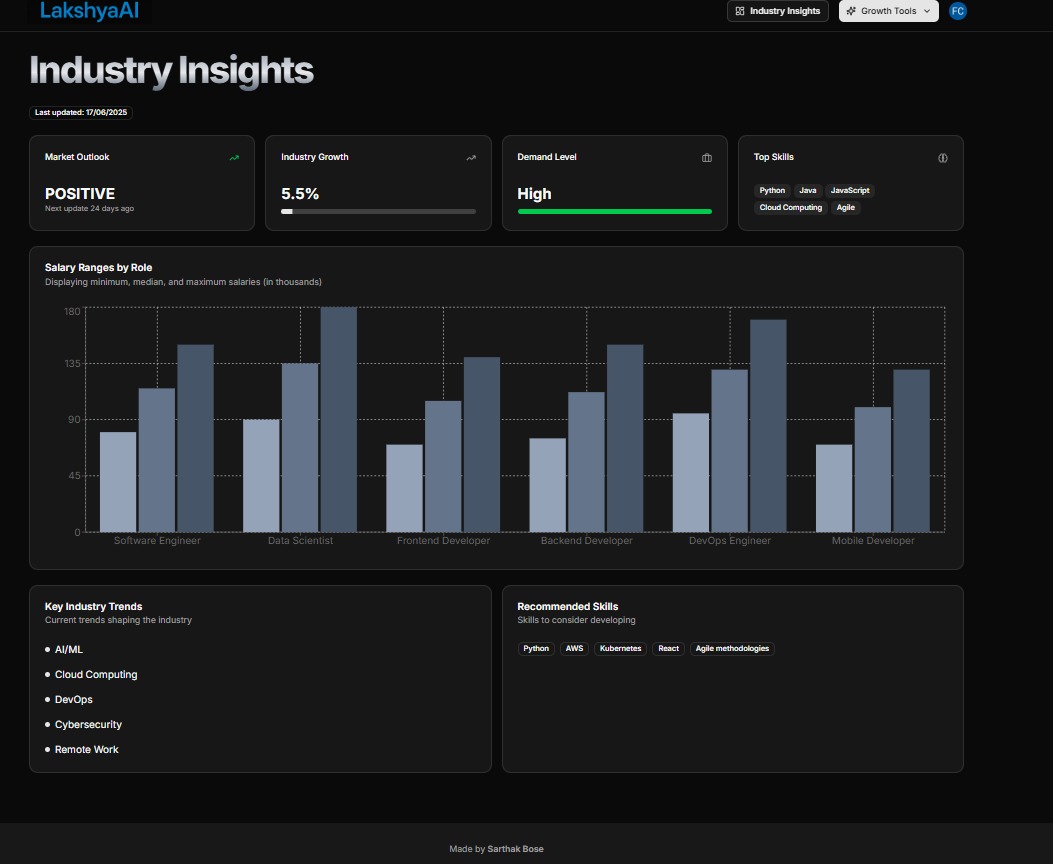 LakshyaAI
Industry Insights
Growth Tools
FC
Industry Insights
Last updated: 17/06/2025
Market Outlook
POSITIVE
Next update 24 days ago
Industry Growth
5.5%
Demand Level
High
Top Skills
Python Java JavaScript
Cloud Computing Agile
Salary Ranges by Role
Displaying minimum, median, and maximum salaries (in thousands)
180
135
90
45
0
Software Engineer Data Scientist Frontend Developer Backend Developer DevOps Engineer Mobile Developer
Key Industry Trends
Current trends shaping the industry
AI/ML
Cloud Computing
DevOps
Cybersecurity
Remote Work
Recommended Skills
Skills to consider developing
Python AWS Kubernetes React Agile methodologies
Made by Sarthak Bose